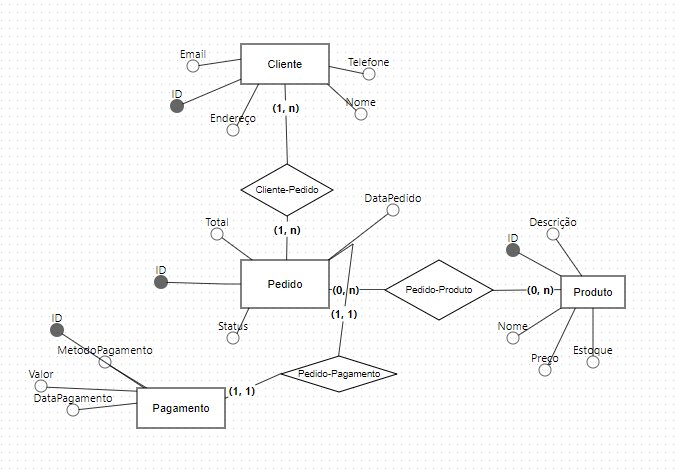 Email
Cliente
Telefone
ID
Nome
(1, n)
Endereço
Cliente-Pedido
DataPedido
Total
(1, n)
Descrição
ID
ID
Pedido
(0, n)
Pedido-Produto
(0, n)
Produto
(1, 1)
ID
Status
Nome
MetodoPagamento
Estoque
Preço
Valor
Pedido-Pagamento
(1, 1)
DataPagamento
Pagamento